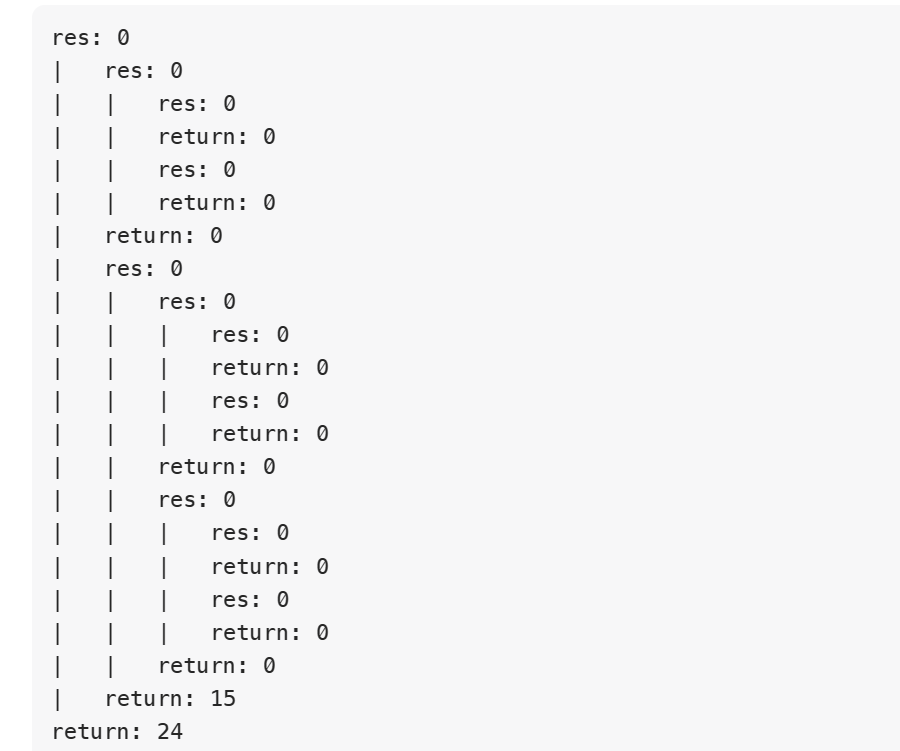 res: 0
|   res: 0
|   |   res: 0
|   |   return: 0
|   |   res: 0
|   |   return: 0
|   return: 0
|   res: 0
|   |   res: 0
|   |   |   res: 0
|   |   |   return: 0
|   |   |   res: 0
|   |   |   return: 0
|   |   return: 0
|   |   res: 0
|   |   |   res: 0
|   |   |   return: 0
|   |   |   res: 0
|   |   |   return: 0
|   |   return: 0
|   return: 15
return: 24